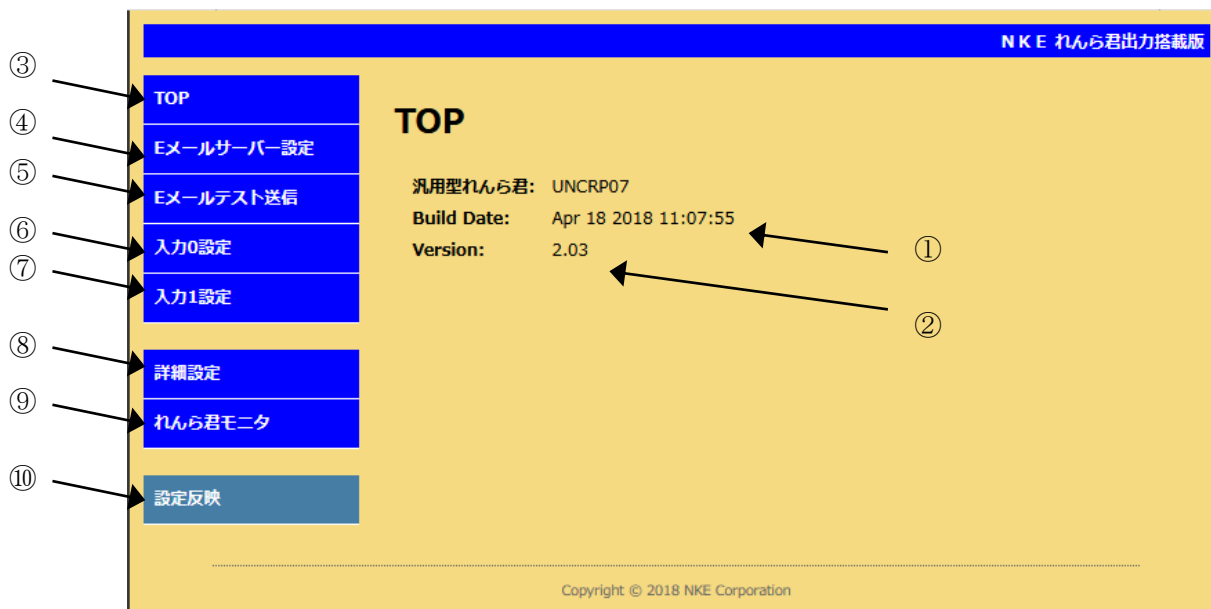 NKE れんら君出力搭載版
③
TOP
④
Eメールサーバー設定
⑤
Eメールテスト送信
⑥
入力0設定
⑦
入力1設定
⑧
詳細設定
⑨
れんら君モニタ
⑩
設定反映
TOP
汎用型れんら君: UNCRP07
Build Date: Apr 18 2018 11:07:55
Version: 2.03
①
②
Copyright © 2018 NKE Corporation